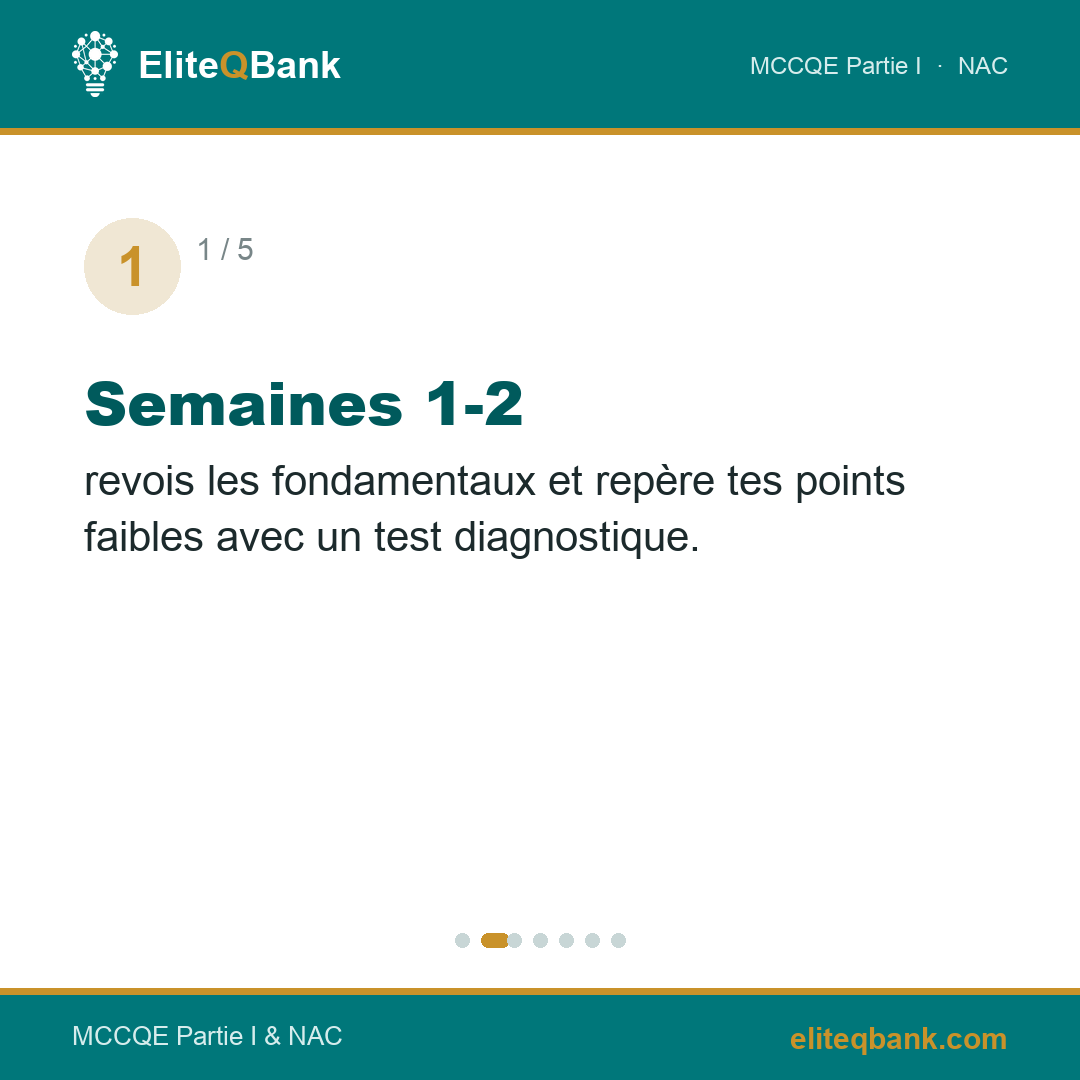 EliteQBank
MCCQE Partie I · NAC
1
1 / 5
Semaines 1-2
revois les fondamentaux et repère tes points
faibles avec un test diagnostique.
MCCQE Partie I & NAC
eliteqbank.com